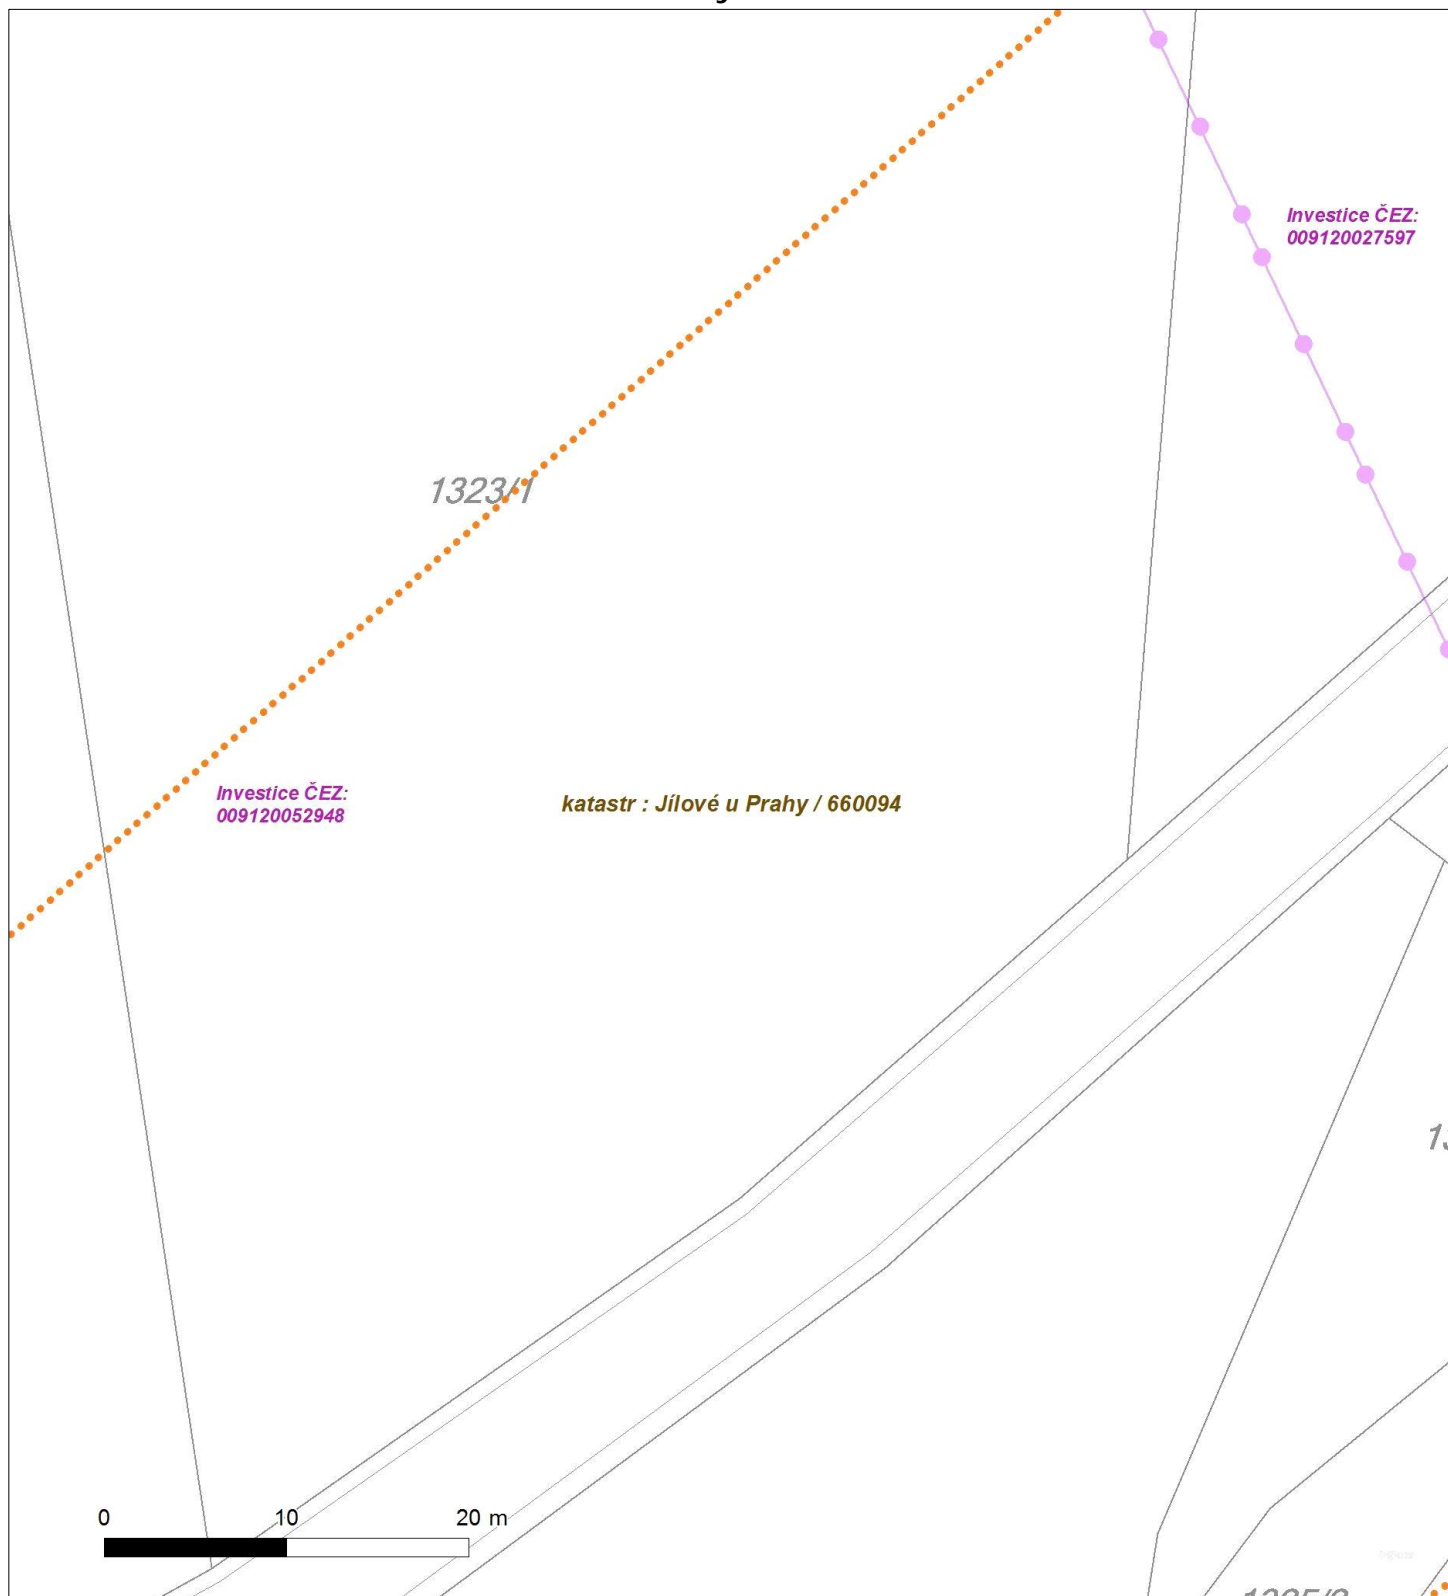 Investice ČEZ:
009120027597
1323/1
Investice ČEZ:
009120052948
katastr : Jílové u Prahy / 660094
0 10 20 m